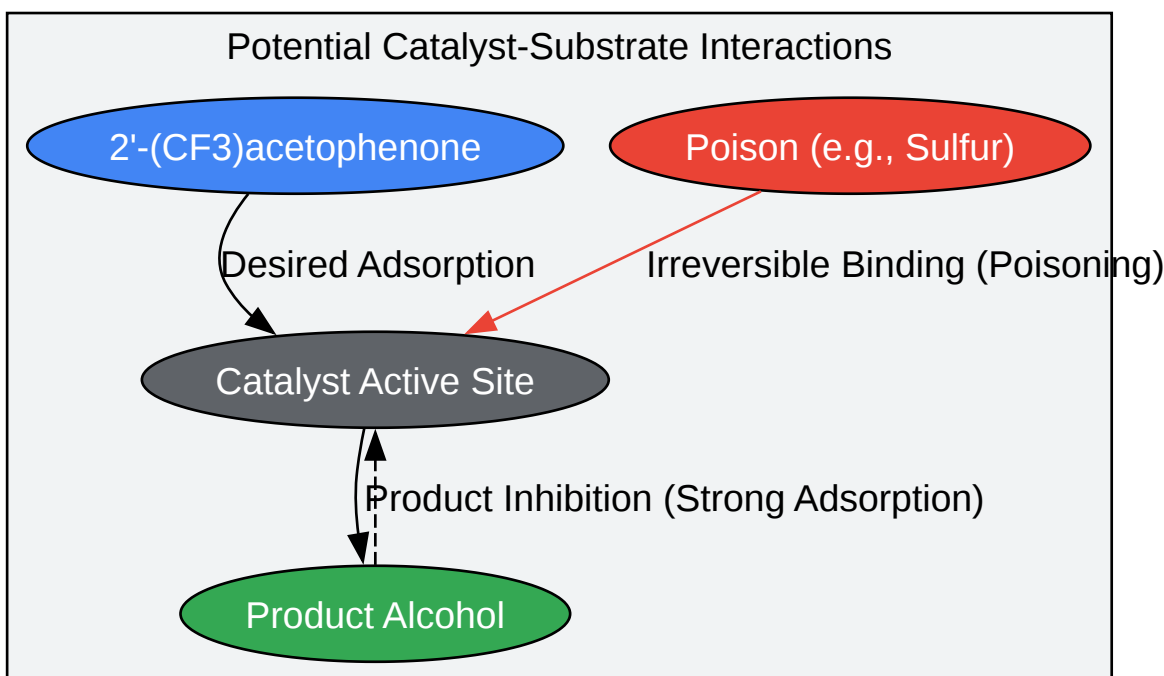 Potential Catalyst-Substrate Interactions
2'-(CF3)acetophenone
Poison (e.g., Sulfur)
Desired Adsorption
Irreversible Binding (Poisoning)
Catalyst Active Site
Product Inhibition (Strong Adsorption)
Product Alcohol